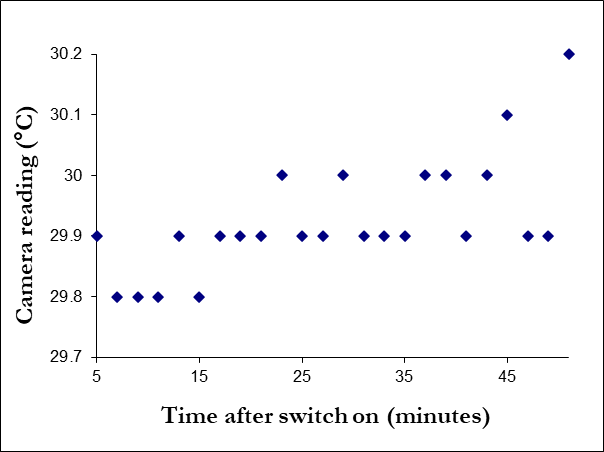 30.2
30.1
30
29.9
29.8
29.7
Camera reading (°C)
5 15 25 35 45
Time after switch on (minutes)